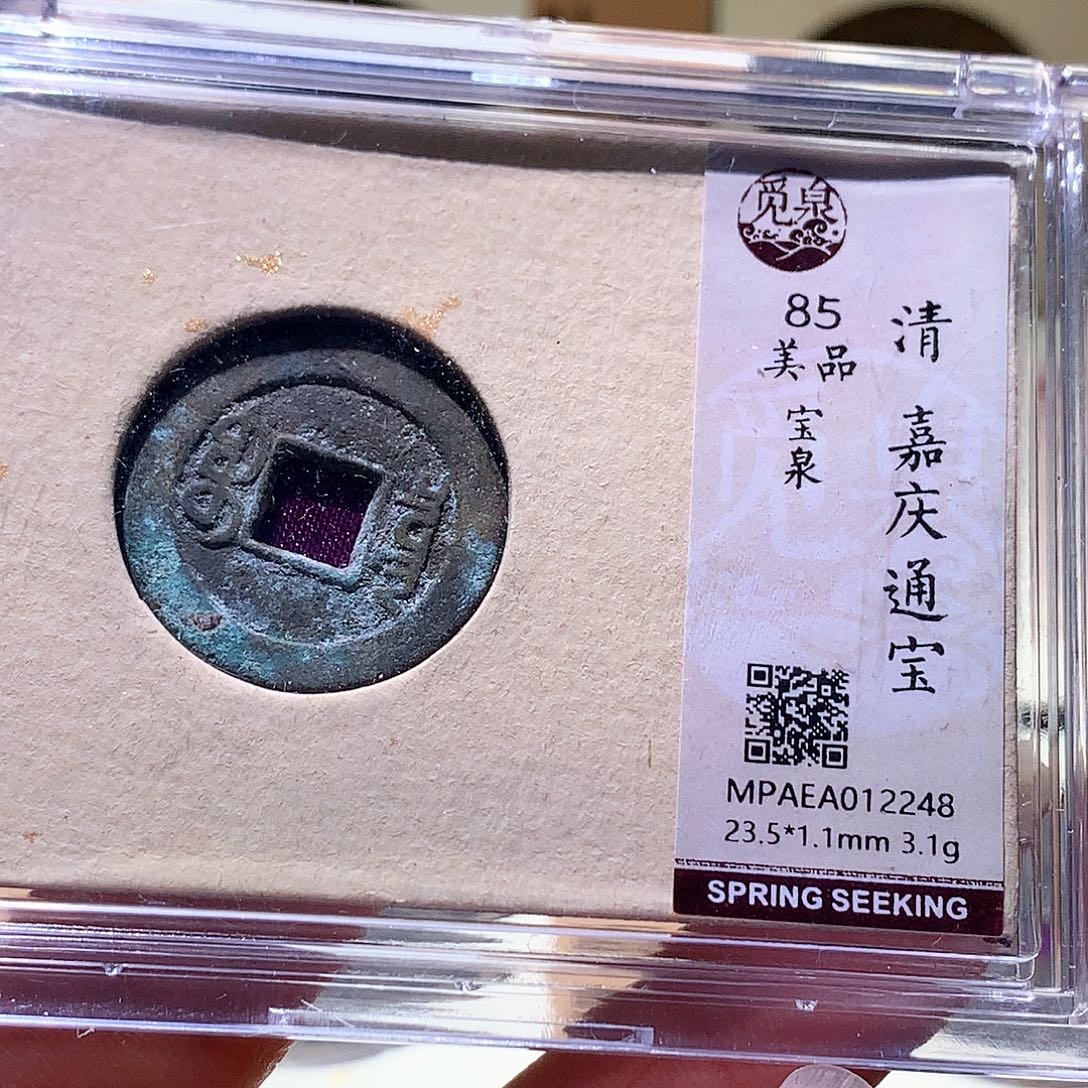 觅泉
85
美品
宝泉
清 嘉庆通宝
MPAEA012248
23.5*1.1mm 3.1g
SPRING SEEKING